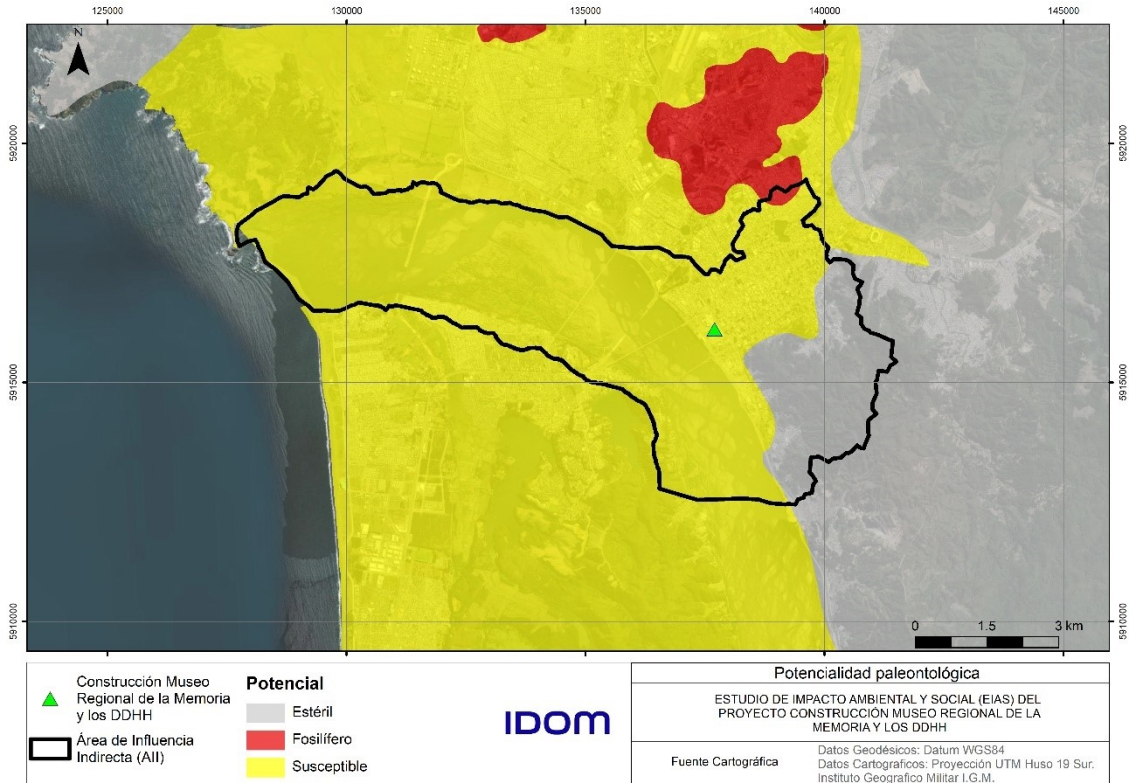 125000
130000
135000
140000
145000
N
5920000
5920000
5915000
5915000
5910000
5910000
0
1.5
3 km
Construcción Museo
Regional de la Memoria
y los DDHH
Área de Influencia
Indirecta (AII)
Potencial
Estéril
Fosilífero
Susceptible
IDOM
Potencialidad paleontológica
ESTUDIO DE IMPACTO AMBIENTAL Y SOCIAL (EIAS) DEL
PROYECTO CONSTRUCCIÓN MUSEO REGIONAL DE LA
MEMORIA Y LOS DDHH
Fuente Cartográfica
Datos Geodésicos: Datum WGS84
Datos Cartograficos: Proyección UTM Huso 19 Sur.
Instituto Geografico Militar I.G.M.